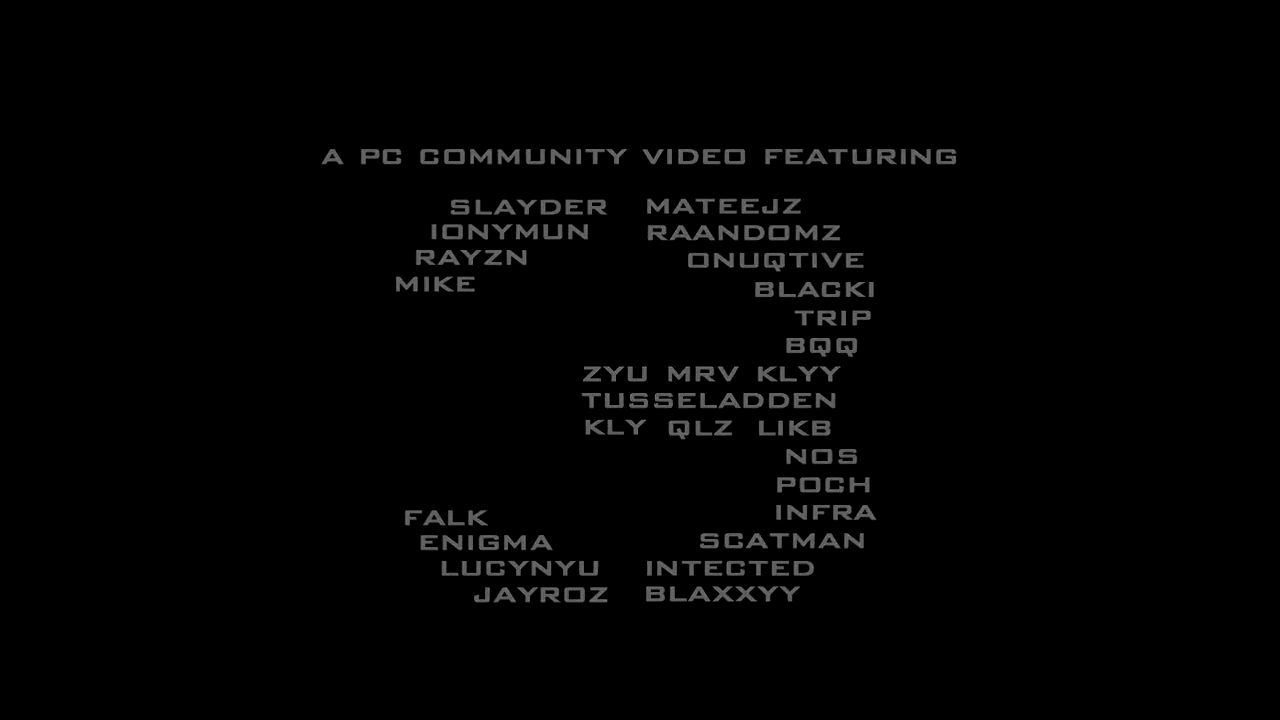 A PC COMMUNITY VIDEO FEATURING
SLAYDER MATEEJZ
IONYMUN RAANDOMZ
RAYZN ONUQTIVE
MIKE BLACKI
TRIP
BQQ
ZYU MRV KLYY
TUSSELADDEN
KLY QLZ LIKB
NOS
POCH
FALK INFRA
ENIGMA SCATMAN
LUCYNYU INTECTED
JAYROZ BLAXXYY